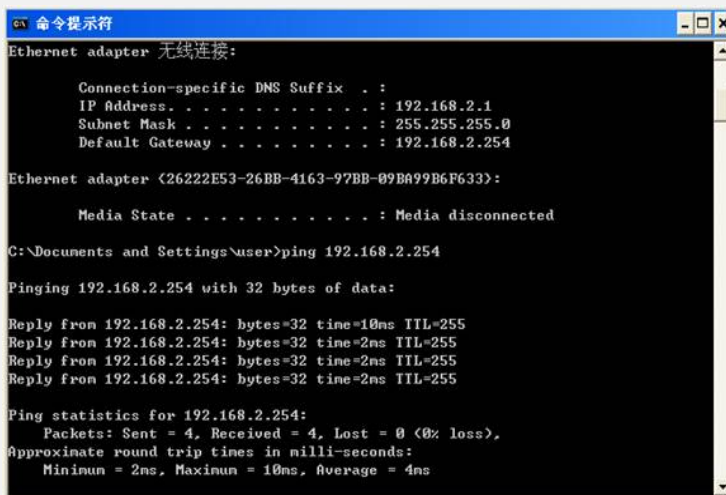 命令提示符
Ethernet adapter 无线连接:
Connection-specific DNS Suffix . :
IP Address. . . . . . . . . . . . : 192.168.2.1
Subnet Mask . . . . . . . . . . . : 255.255.255.0
Default Gateway . . . . . . . . . : 192.168.2.254
Ethernet adapter {26222E53-26BB-4163-97BB-09BA99B6F633}:
Media State . . . . . . . . . . . : Media disconnected
C:\Documents and Settings\user>ping 192.168.2.254
Pinging 192.168.2.254 with 32 bytes of data:
Reply from 192.168.2.254: bytes=32 time=10ms TTL=255
Reply from 192.168.2.254: bytes=32 time=2ms TTL=255
Reply from 192.168.2.254: bytes=32 time=2ms TTL=255
Reply from 192.168.2.254: bytes=32 time=2ms TTL=255
Ping statistics for 192.168.2.254:
Packets: Sent = 4, Received = 4, Lost = 0 (0% loss),
Approximate round trip times in milli-seconds:
Minimum = 2ms, Maximum = 10ms, Average = 4ms